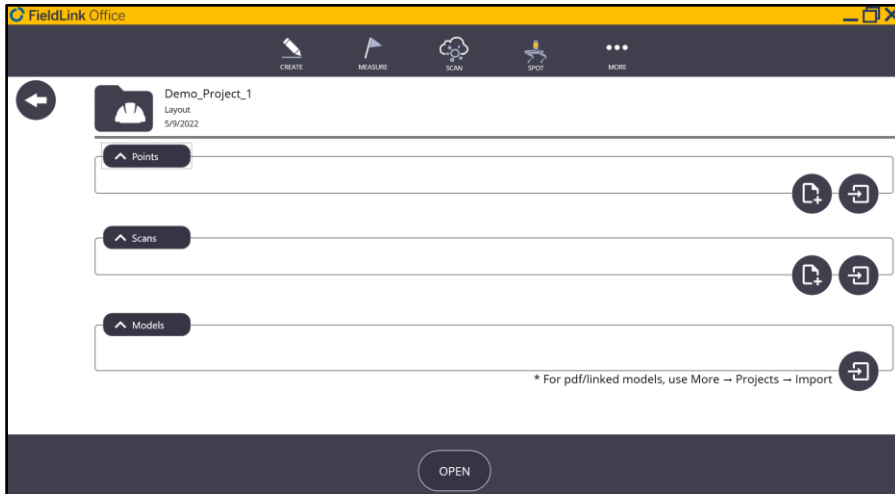 FieldLink Office
CREATE MEASURE SCAN SPOT MORE
Demo_Project_1
Layout
5/9/2022
Points
Scans
Models
* For pdf/linked models, use More → Projects → Import
OPEN